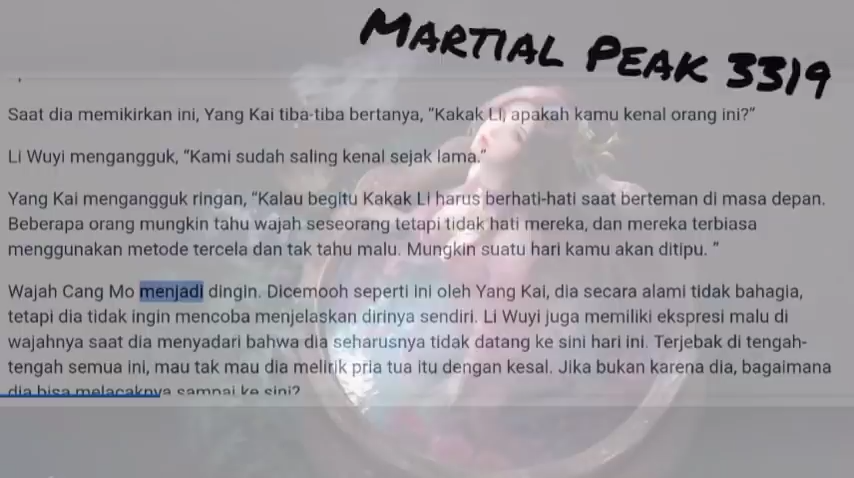 MARTIAL PEAK 3319
Saat dia memikirkan ini, Yang Kai tiba-tiba bertanya, “Kakak Li, apakah kamu kenal orang ini?”
Li Wuyi mengangguk, “Kami sudah saling kenal sejak lama.”
Yang Kai mengangguk ringan, “Kalau begitu Kakak Li harus berhati-hati saat berteman di masa depan.
Beberapa orang mungkin tahu wajah seseorang tetapi tidak hati mereka, dan mereka terbiasa
menggunakan metode tercela dan tak tahu malu. Mungkin suatu hari kamu akan ditipu. ”
Wajah Cang Mo menjadi dingin. Dicemooh seperti ini oleh Yang Kai, dia secara alami tidak bahagia,
tetapi dia tidak ingin mencoba menjelaskan dirinya sendiri. Li Wuyi juga memiliki ekspresi malu di
wajahnya saat dia menyadari bahwa dia seharusnya tidak datang ke sini hari ini. Terjebak di tengah-
tengah semua ini, mau tak mau dia melirik pria tua itu dengan kesal. Jika bukan karena dia, bagaimana
dia bisa melacaknya sampai ke sini?